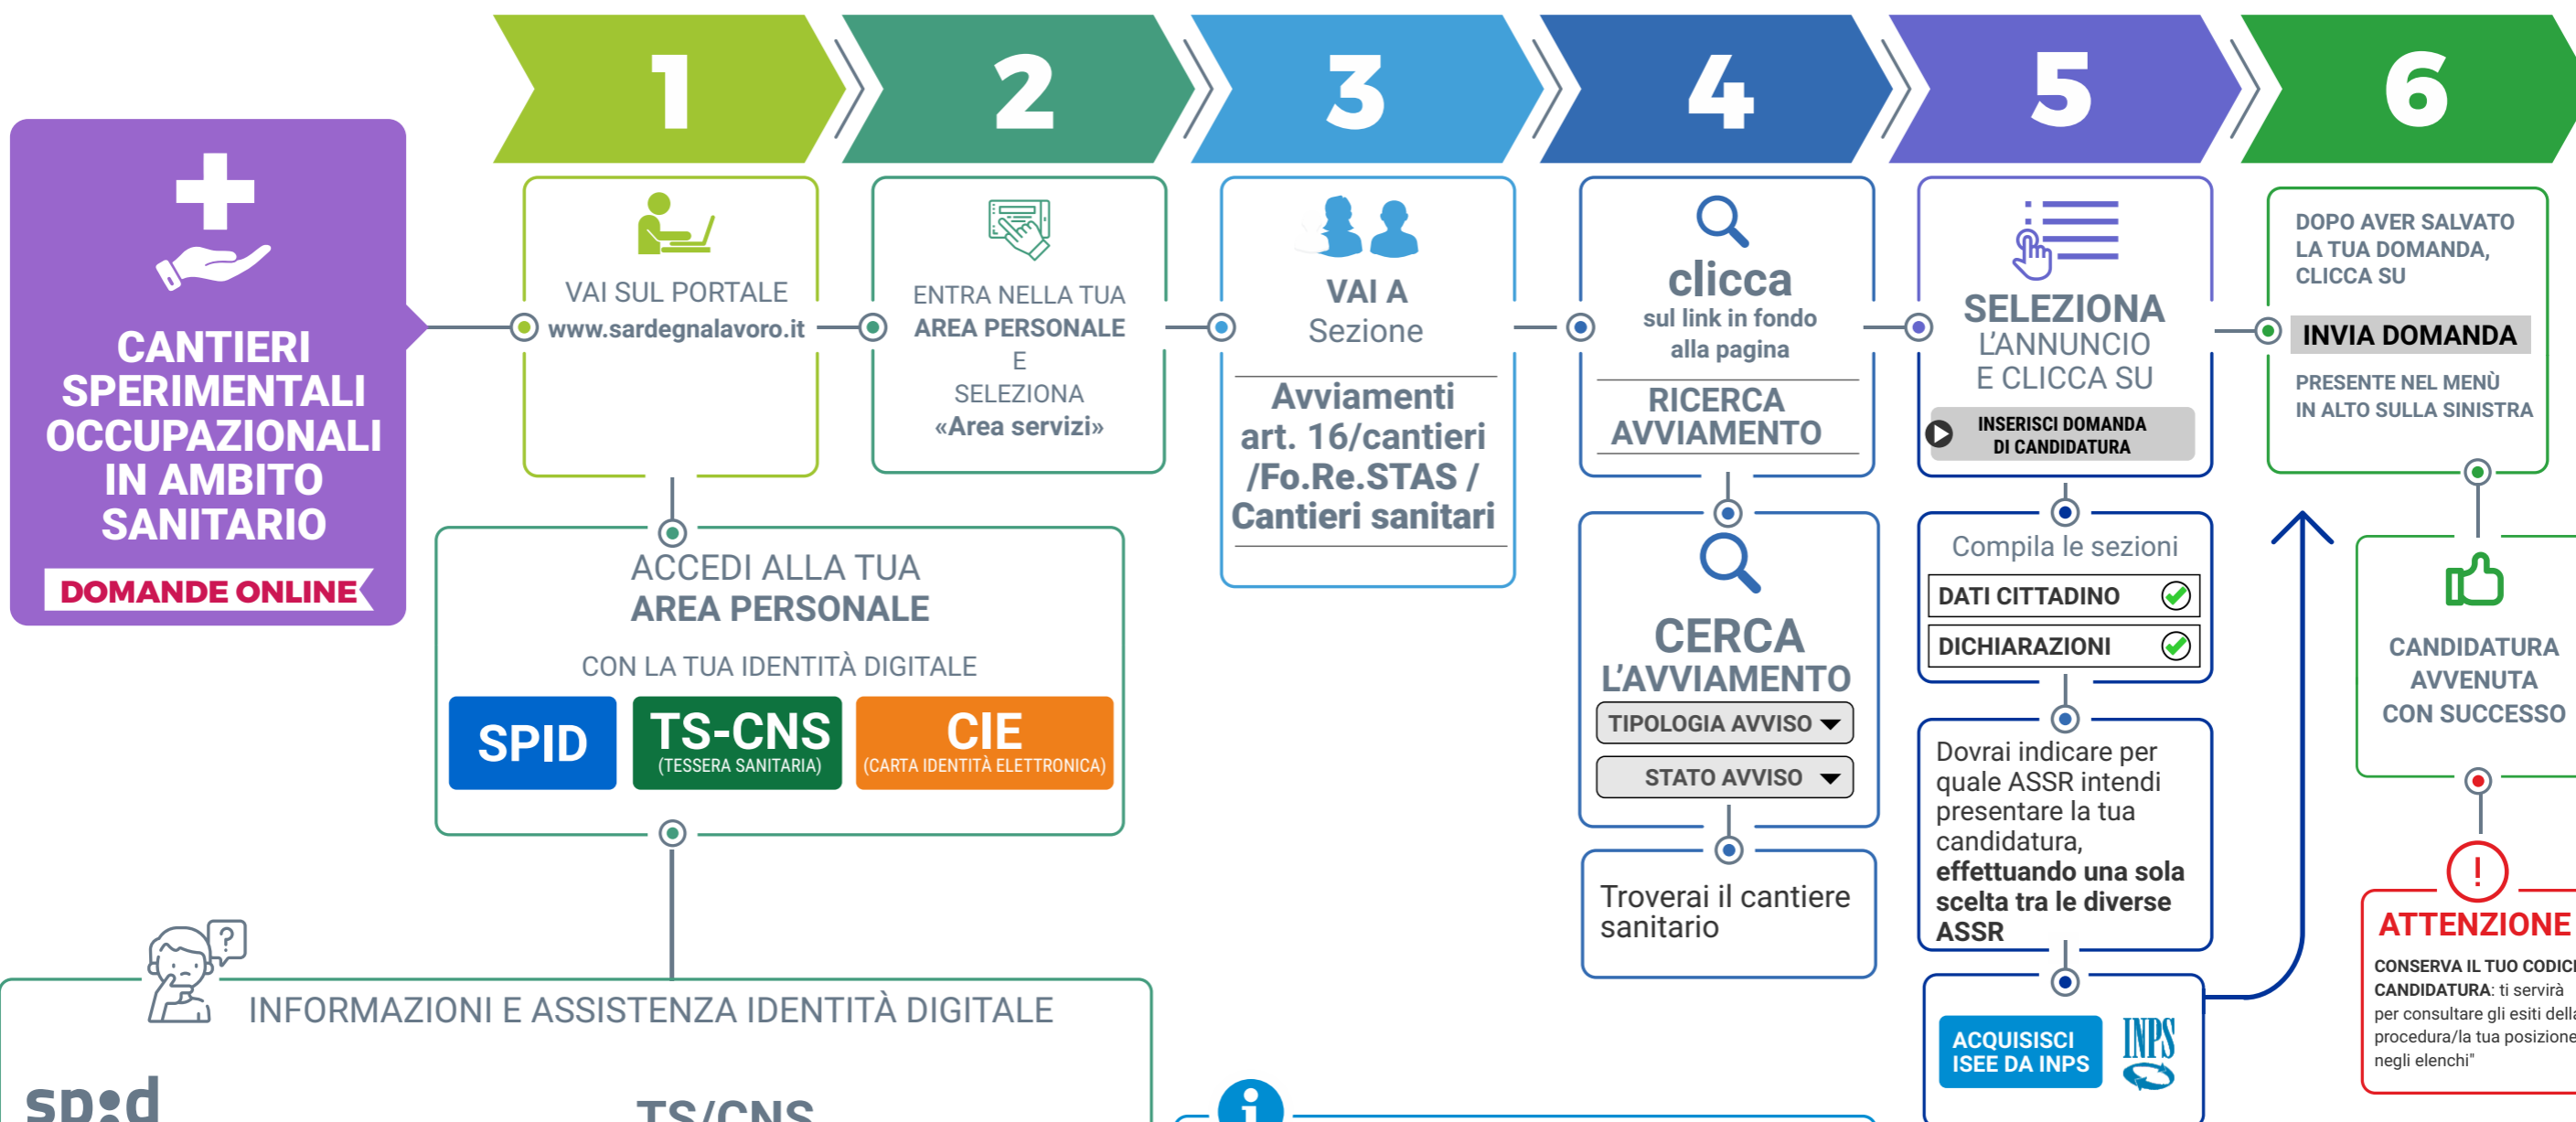 1
2
3
4
5
6
CANTIERI
SPERIMENTALI
OCCUPAZIONALI
IN AMBITO
SANITARIO
DOMANDE ONLINE
VAI SUL PORTALE
www.sardegnalavoro.it
ACCEDI ALLA TUA
AREA PERSONALE
CON LA TUA IDENTITÀ DIGITALE
SPID
TS-CNS
(TESSERA SANITARIA)
CIE
(CARTA IDENTITÀ ELETTRONICA)
?
INFORMAZIONI E ASSISTENZA IDENTITÀ DIGITALE
spid
TS/CNS
ENTRA NELLA TUA
AREA PERSONALE
E
SELEZIONA
«Area servizi»
VAI A
Sezione
Avviamenti
art. 16/cantieri
/Fo.Re.STAS /
Cantieri sanitari
i
clicca
sul link in fondo
alla pagina
RICERCA
AVVIAMENTO
CERCA
L'AVVIAMENTO
TIPOLOGIA AVVISO
STATO AVVISO
Troverai il cantiere
sanitario
SELEZIONA
L'ANNUNCIO
E CLICCA SU
INSERISCI DOMANDA
DI CANDIDATURA
Compila le sezioni
DATI CITTADINO
DICHIARAZIONI
Dovrai indicare per
quale ASSR intendi
presentare la tua
candidatura,
effettuando una sola
scelta tra le diverse
ASSR
ACQUISISCI
ISEE DA INPS
INPS
DOPO AVER SALVATO
LA TUA DOMANDA,
CLICCA SU
INVIA DOMANDA
PRESENTE NEL MENÙ
IN ALTO SULLA SINISTRA
CANDIDATURA
AVVENUTA
CON SUCCESSO
!
ATTENZIONE
CONSERVA IL TUO CODIC
CANDIDATURA: ti servirà
per consultare gli esiti della
procedura/la tua posizione
negli elenchi"